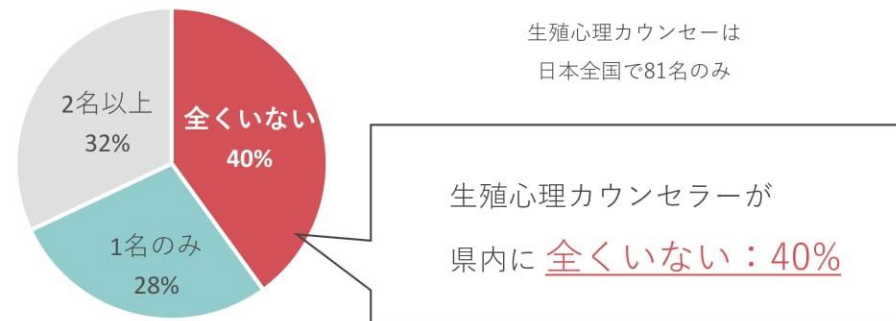 生殖心理カウンセーは
日本全国で81名のみ
2名以上
32%
全くいない
40%
1名のみ
28%
生殖心理カウンセラーが
県内に 全くいない：40%